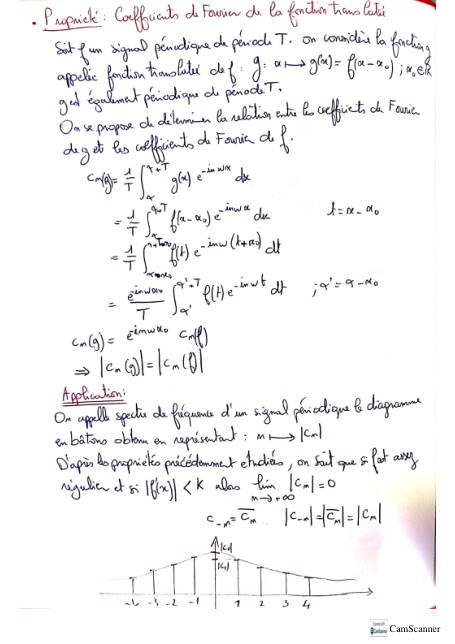 . Propriété : Coefficients de Fourier de la fonction translatée
Soit f un signal périodique de période T. on considère la fonction g
appelée fonction translatée de f : g : x ⟼ g(x) = f(x-x₀) ; x₀∈ℝ
g est également périodique de période T.
On se propose de déterminer la relation entre les coefficients de Fourier
de g et les coefficients de Fourier de f.
Cₙ(g) = 1/T ∫_α^{α+T} g(x) e^{-inωx} dx
= 1/T ∫_α^{α+T} f(x-x₀) e^{-inωx} dx t = x - x₀
= 1/T ∫_{α-x₀}^{α+T-x₀} f(t) e^{-inω(t+x₀)} dt
= e^{-inωx₀}/T ∫_{α'}^{α'+T} f(t) e^{-inωt} dt ; α' = α - x₀
Cₙ(g) = e^{-inωx₀} Cₙ(f)
⇒ |Cₙ(g)| = |Cₙ(f)|
Application:
On appelle spectre de fréquence d'un signal périodique le diagramme
en bâtons obtenu en représentant : n ⟼ |Cₙ|
D'après les propriétés précédemment etudiées, on sait que si f est assez
régulier et si |f(x)| < K alors lim |Cₙ| = 0
n → +∞
C₋ₙ = C̅ₙ |C₋ₙ| = |C̅ₙ| = |Cₙ|
|C₀|
|C₁|
-4 -3 -2 -1 1 2 3 4
CamScanner